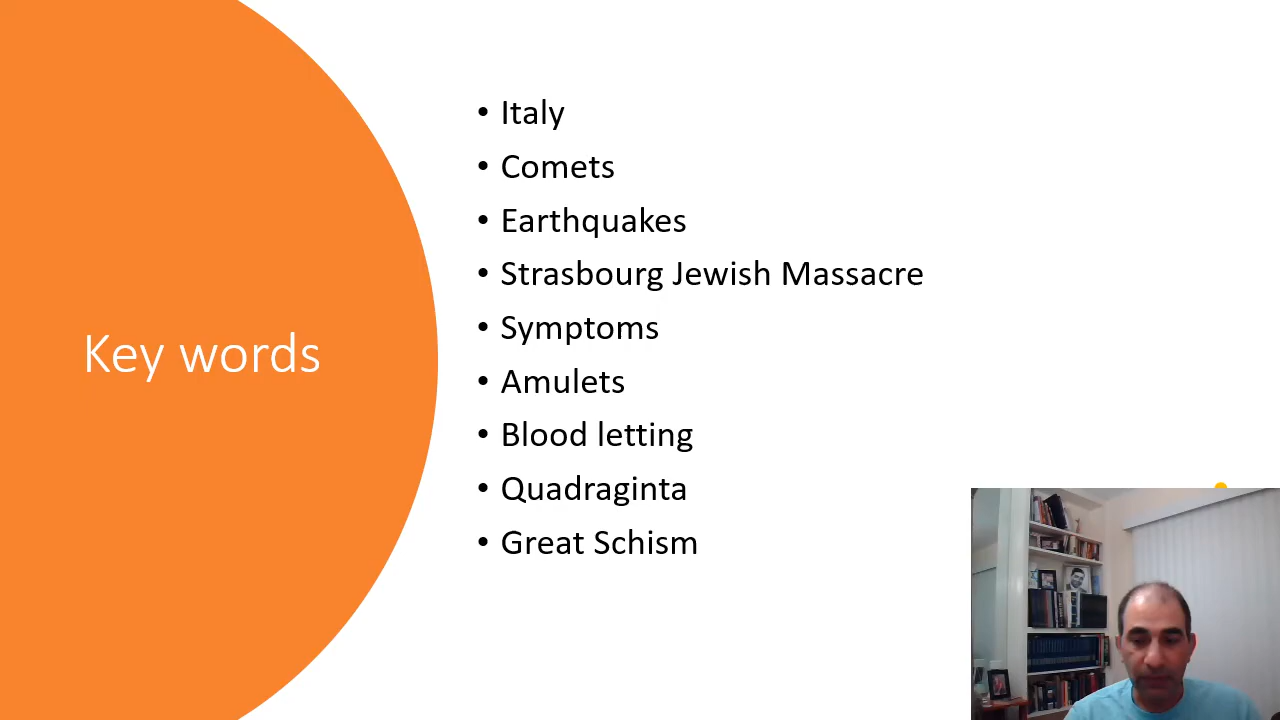 Key words
• Italy
• Comets
• Earthquakes
• Strasbourg Jewish Massacre
• Symptoms
• Amulets
• Blood letting
• Quadraginta
• Great Schism